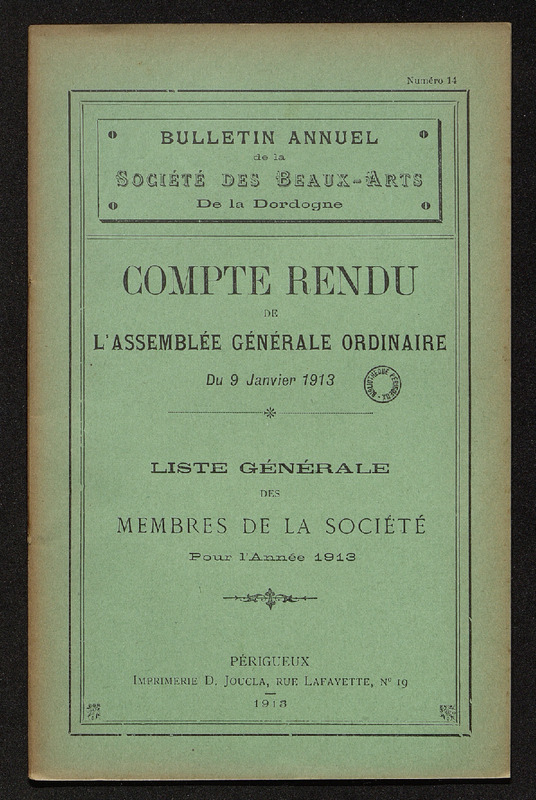 Numéro 14
BULLETIN ANNUEL
de la
SOCIÉTÉ DES BEAUX-ARTS
De la Dordogne
COMPTE RENDU
DE
L'ASSEMBLÉE GÉNÉRALE ORDINAIRE
Du 9 Janvier 1913
BIBLIOTHÈQUE PÉRIGUEUX
LISTE GÉNÉRALE
DES
MEMBRES DE LA SOCIÉTÉ
Pour l'Année 1913
PÉRIGUEUX
IMPRIMERIE D. JOUCLA, RUE LAFAYETTE, N° 19
1913